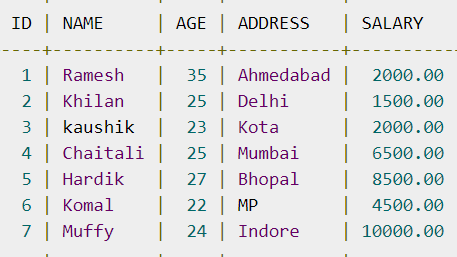 ID | NAME | AGE | ADDRESS | SALARY
----+----------+-----+-----------+----------
1 | Ramesh | 35 | Ahmedabad | 2000.00
2 | Khilan | 25 | Delhi | 1500.00
3 | kaushik | 23 | Kota | 2000.00
4 | Chaitali | 25 | Mumbai | 6500.00
5 | Hardik | 27 | Bhopal | 8500.00
6 | Komal | 22 | MP | 4500.00
7 | Muffy | 24 | Indore | 10000.00